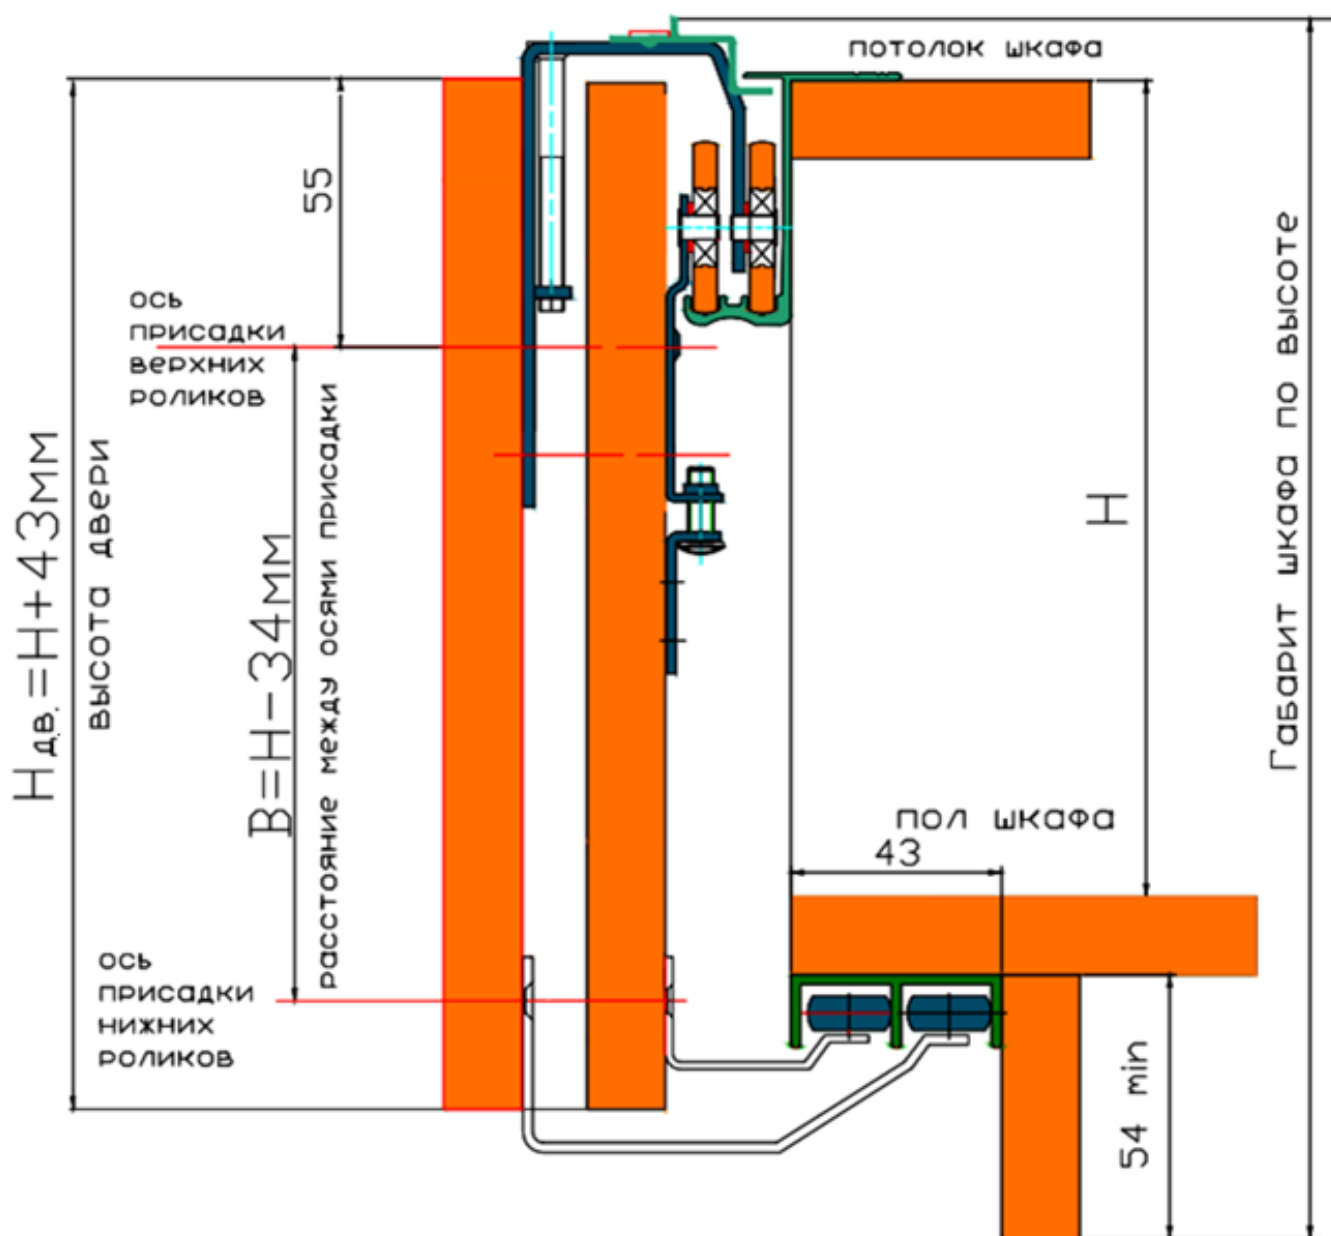 потолок шкафа
55
ось
присадки
верхних
роликов
Hдв.=H+43мм
высота двери
B=H-34мм
расстояние между осями присадки
H
Габарит шкафа по высоте
пол шкафа
43
ось
присадки
нижних
роликов
54 min